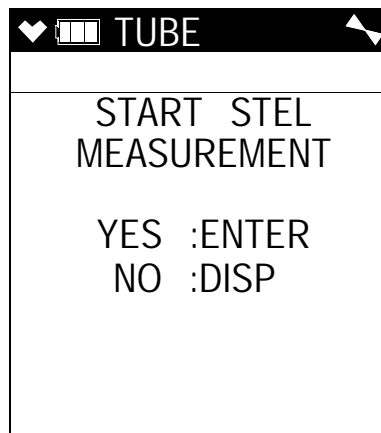 TUBE
START STEL
MEASUREMENT
YES :ENTER
NO :DISP